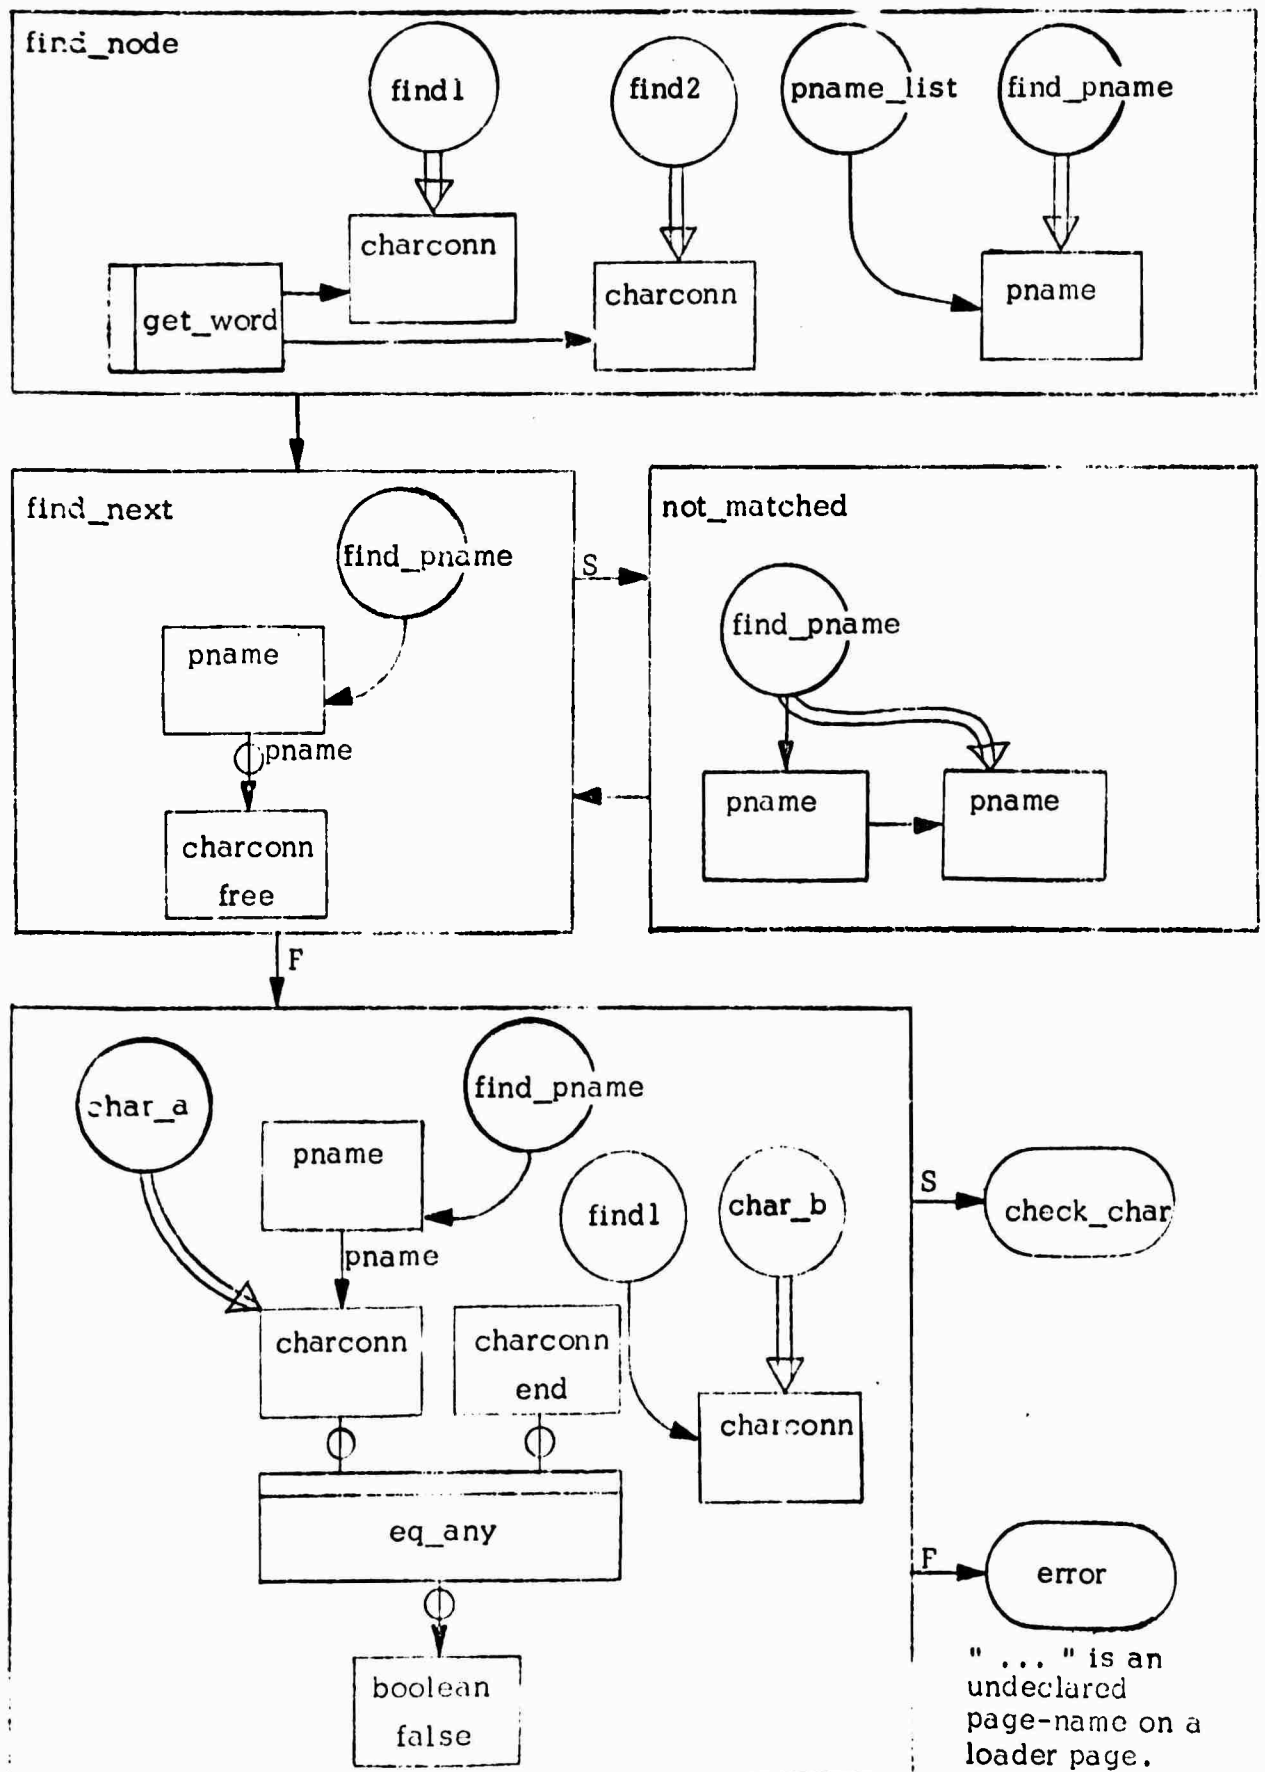 find_node
find1
find2
pname_list
find_pname
charconn
charconn
pname
get_word
find_next
find_pname
S
not_matched
find_pname
pname
pname
charconn
free
pname
pname
F
char_a
find_pname
pname
find1
char_b
S
check_char
pname
charconn
charconn
end
charconn
eq_any
F
error
boolean
false
" ... " is an
undeclared
page-name on a
loader page.